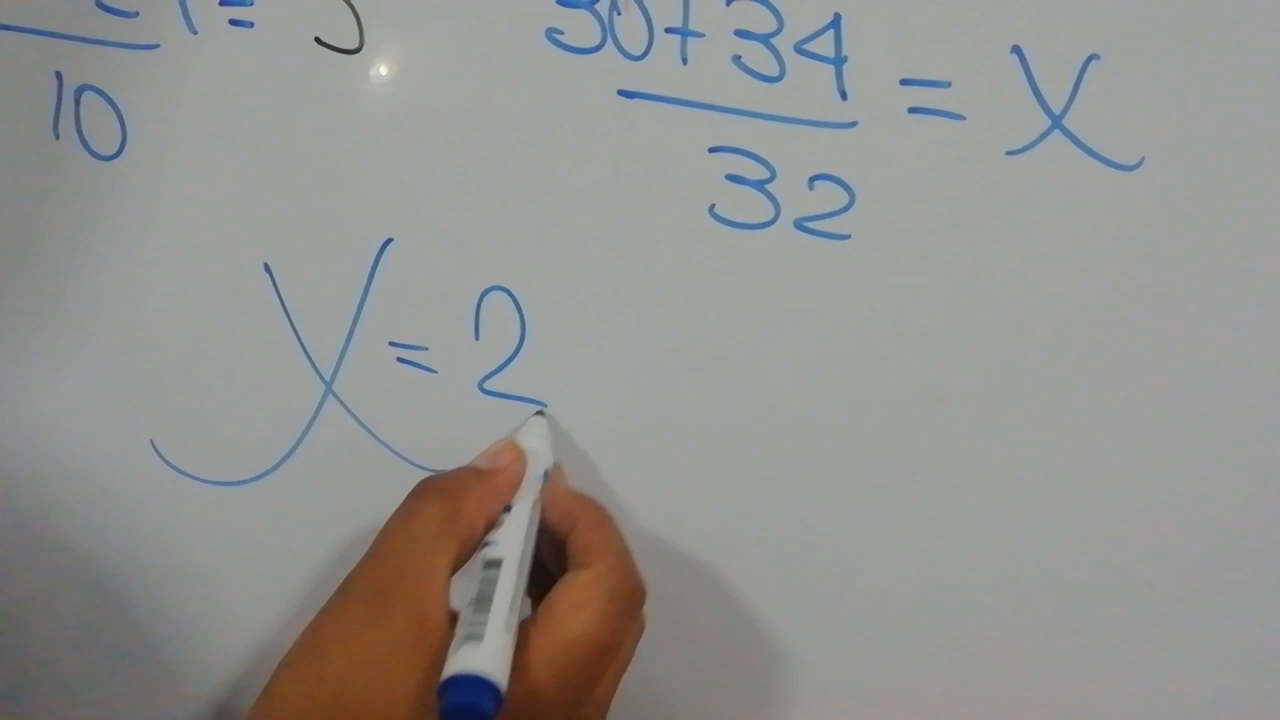 10
30+34
/32 = X
X = 2